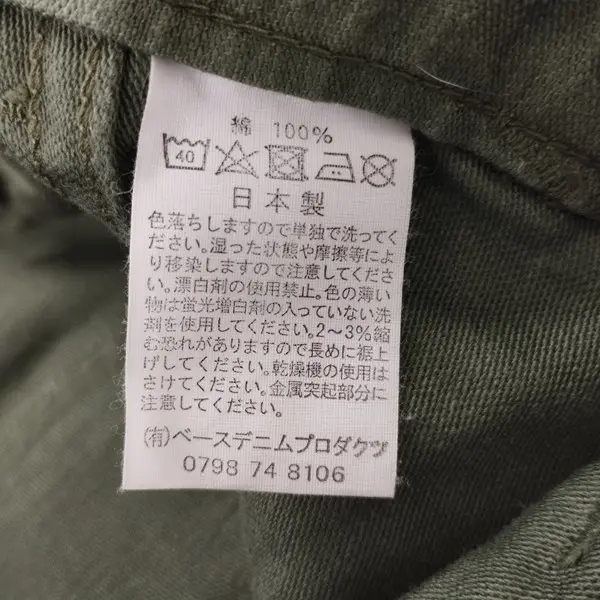 綿 100%
40
日本製
色落ちしますので単独で洗ってく
ださい。湿った状態や摩擦等によ
り移染しますので注意してくださ
い。漂白剤の使用禁止。色の薄い
物は蛍光増白剤の入っていない洗
剤を使用してください。2~3%縮
む恐れがありますので長めに裾上
げしてください。乾燥機の使用は
さけてください。金属突起部分に
注意してください。
(有)ベースデニムプロダクツ
0798 74 8106